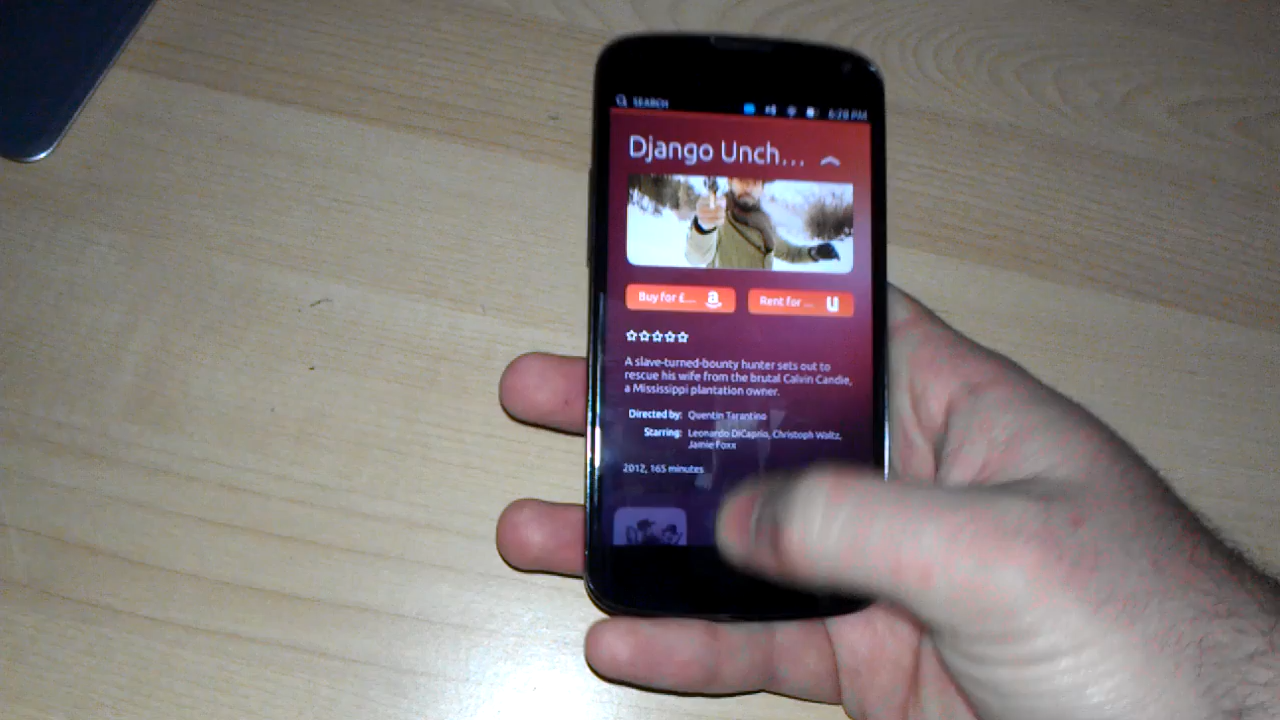 SEARCH 6:28 PM
Django Unch...
Buy for £... a Rent for ... U
A slave-turned-bounty hunter sets out to
rescue his wife from the brutal Calvin Candie,
a Mississippi plantation owner.
Directed by: Quentin Tarantino
Starring: Leonardo DiCaprio, Christoph Waltz,
Jamie Foxx
2012, 165 minutes